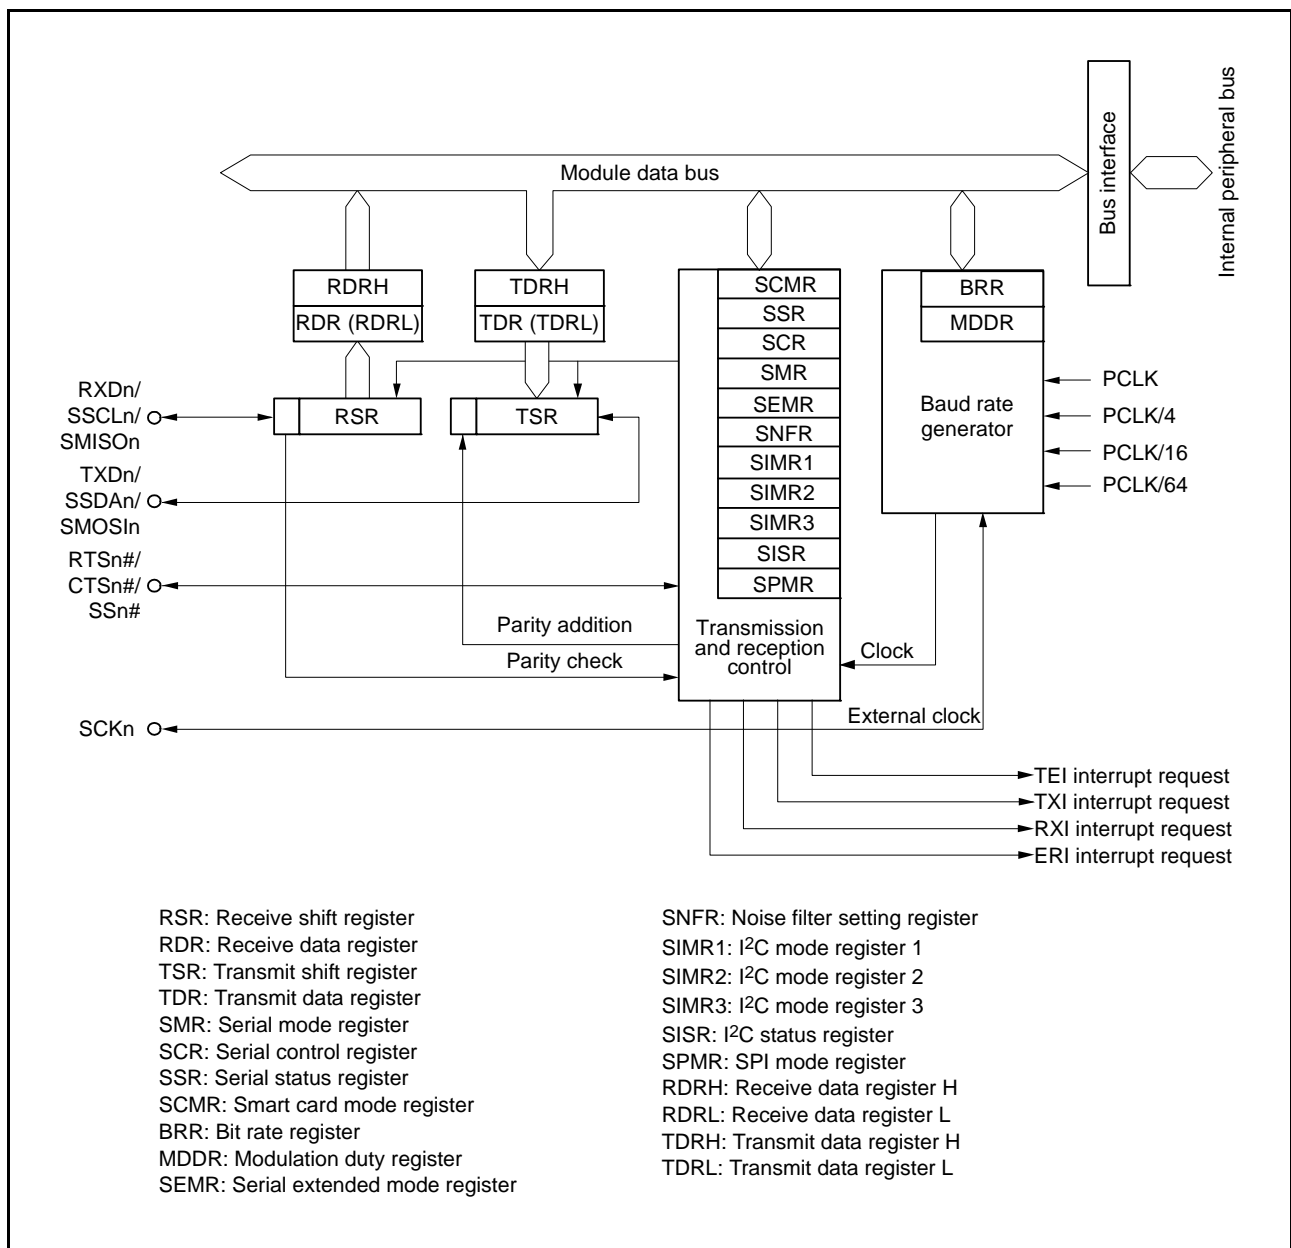 Module data bus
Bus interface
Internal peripheral bus
RDRH
RDR (RDRL)
TDRH
TDR (TDRL)
SCMR
SSR
SCR
SMR
SEMR
SNFR
SIMR1
SIMR2
SIMR3
SISR
SPMR
Transmission
and reception
control
BRR
MDDR
Baud rate
generator
PCLK
PCLK/4
PCLK/16
PCLK/64
RXDn/
SSCLn/
SMISOn
RSR
TSR
TXDn/
SSDAn/
SMOSIn
RTSn#/
CTSn#/
SSn#
Parity addition
Parity check
Clock
External clock
SCKn
TEI interrupt request
TXI interrupt request
RXI interrupt request
ERI interrupt request
RSR: Receive shift register
RDR: Receive data register
TSR: Transmit shift register
TDR: Transmit data register
SMR: Serial mode register
SCR: Serial control register
SSR: Serial status register
SCMR: Smart card mode register
BRR: Bit rate register
MDDR: Modulation duty register
SEMR: Serial extended mode register
SNFR: Noise filter setting register
SIMR1: I²C mode register 1
SIMR2: I²C mode register 2
SIMR3: I²C mode register 3
SISR: I²C status register
SPMR: SPI mode register
RDRH: Receive data register H
RDRL: Receive data register L
TDRH: Transmit data register H
TDRL: Transmit data register L